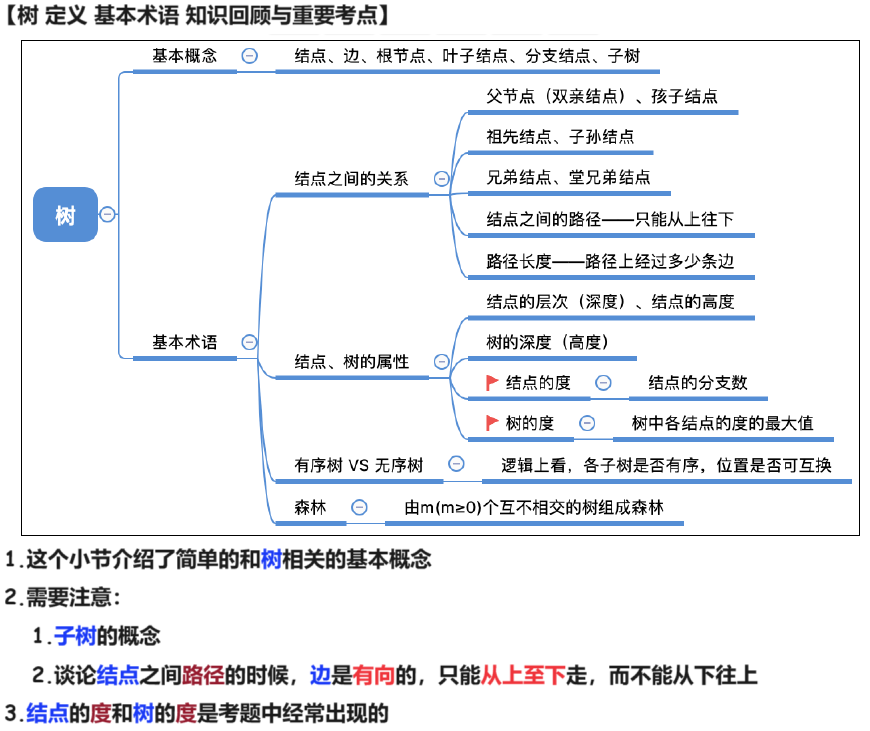 【树 定义 基本术语 知识回顾与重要考点】
树
基本概念
结点、边、根节点、叶子结点、分支结点、子树
基本术语
结点之间的关系
父节点（双亲结点）、孩子结点
祖先结点、子孙结点
兄弟结点、堂兄弟结点
结点之间的路径——只能从上往下
路径长度——路径上经过多少条边
结点、树的属性
结点的层次（深度）、结点的高度
树的深度（高度）
结点的度
结点的分支数
树的度
树中各结点的度的最大值
有序树 VS 无序树
逻辑上看，各子树是否有序，位置是否可互换
森林
由m(m≥0)个互不相交的树组成森林
1.这个小节介绍了简单的和树相关的基本概念
2.需要注意：
1.子树的概念
2.谈论结点之间路径的时候，边是有向的，只能从上至下走，而不能从下往上
3.结点的度和树的度是考题中经常出现的